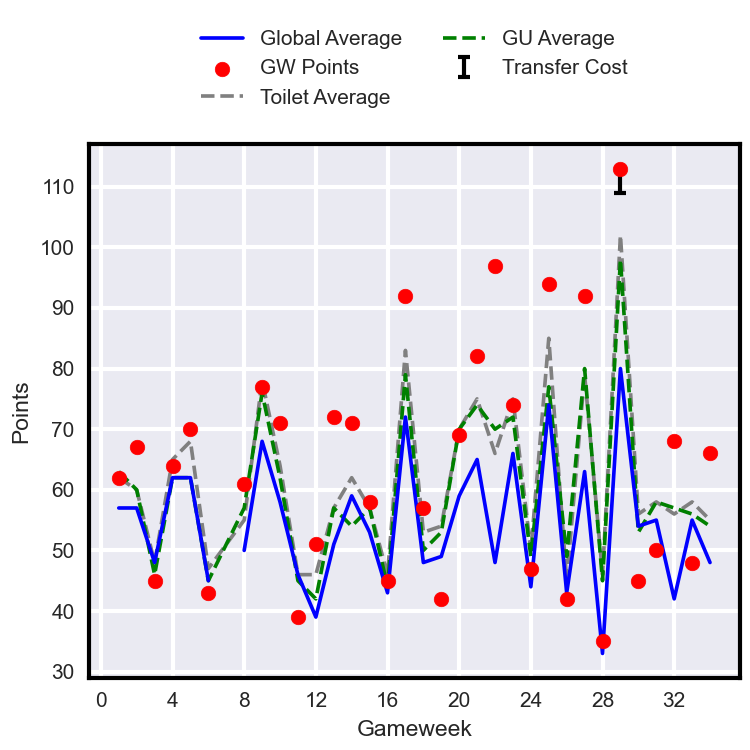 Global Average
GW Points
Toilet Average
GU Average
Transfer Cost
110
100
90
80
70
60
50
40
30
Points
0 4 8 12 16 20 24 28 32
Gameweek